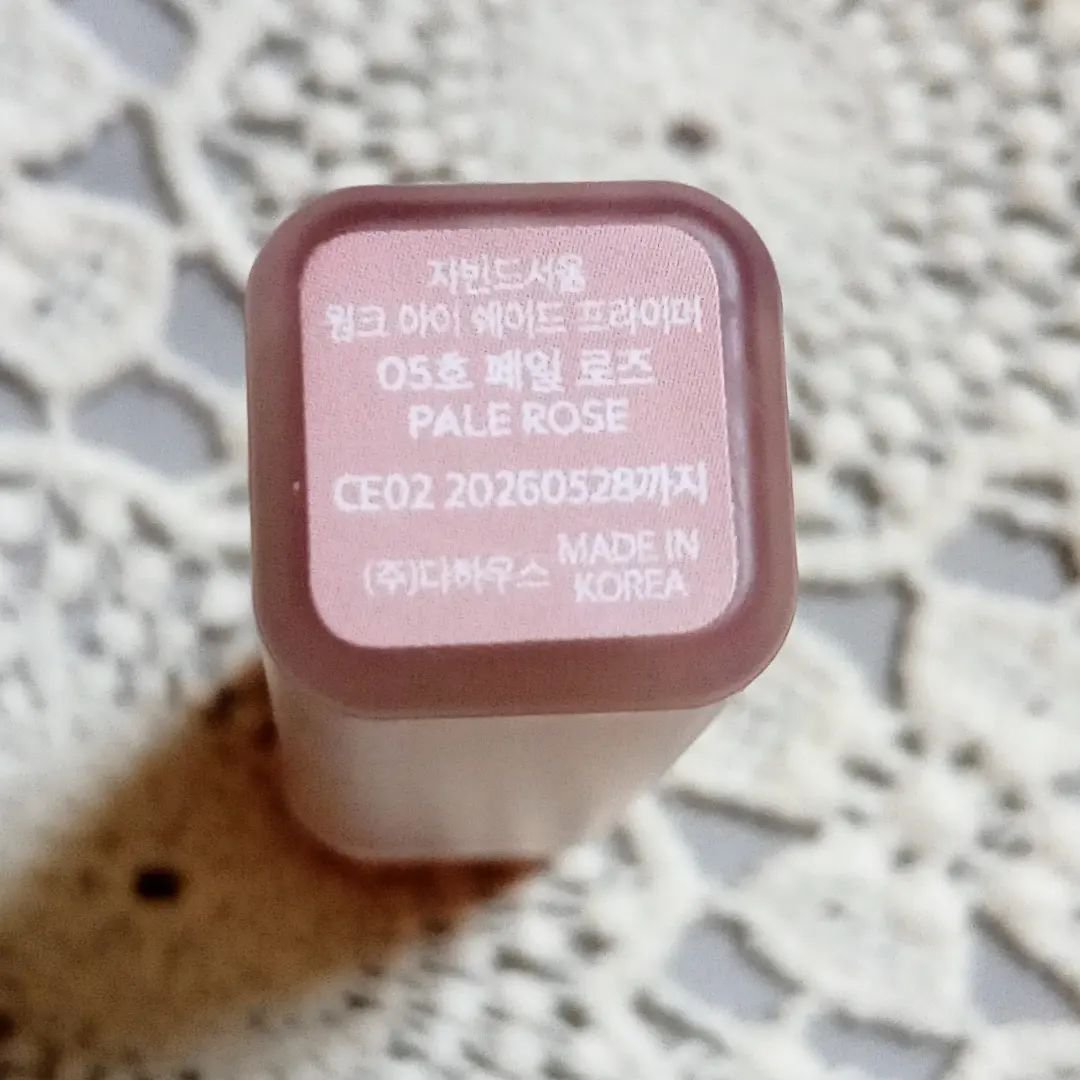 지빈드서울
윙크 아이 쉐이드 프라이머
05호 페일 로즈
PALE ROSE
CE02 20260528까지
(주)다하우스 MADE IN
KOREA